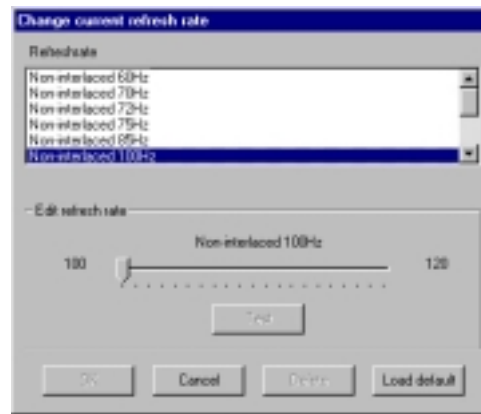 Change current refresh rate
Refreshrate
Non-interlaced 60Hz
Non-interlaced 70Hz
Non-interlaced 72Hz
Non-interlaced 75Hz
Non-interlaced 85Hz
Non-interlaced 100Hz
Edit refresh rate
Non-interlaced 100Hz
100
120
Test
OK
Cancel
Delete
Load default